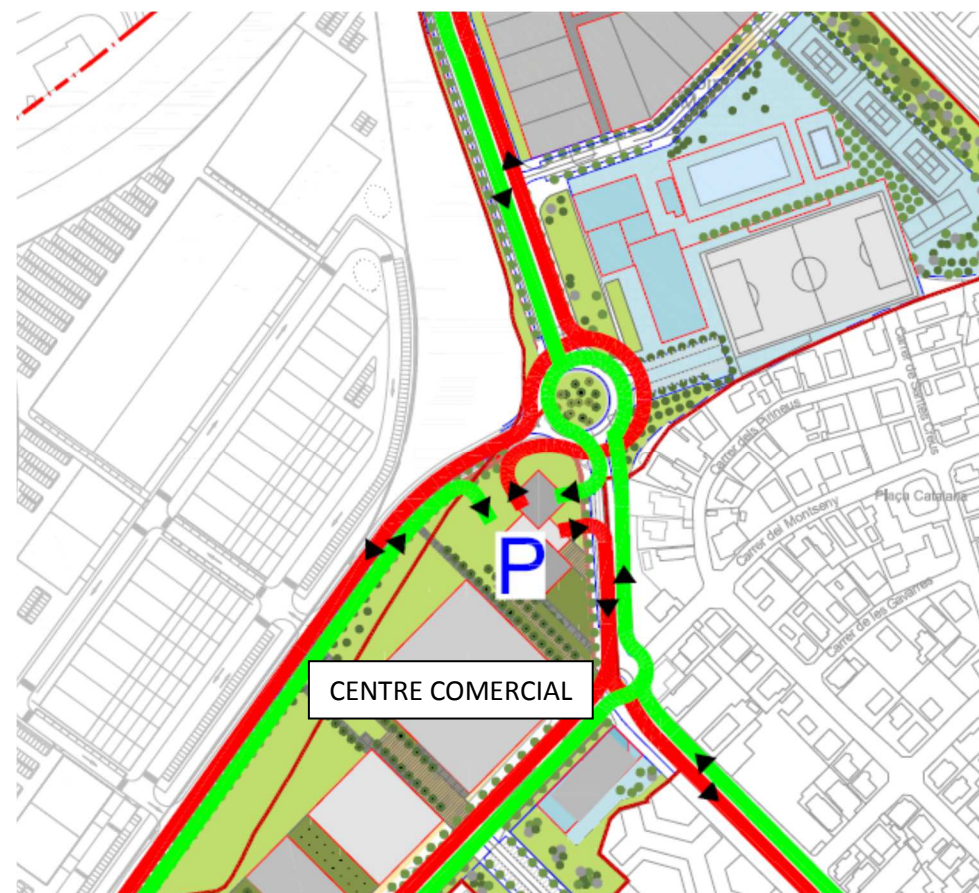 Carrer de Santes Creus
Carrer dels Pirineus
Plaça Catalana
Carrer del Montseny
P
Carrer de les Gavarres
CENTRE COMERCIAL